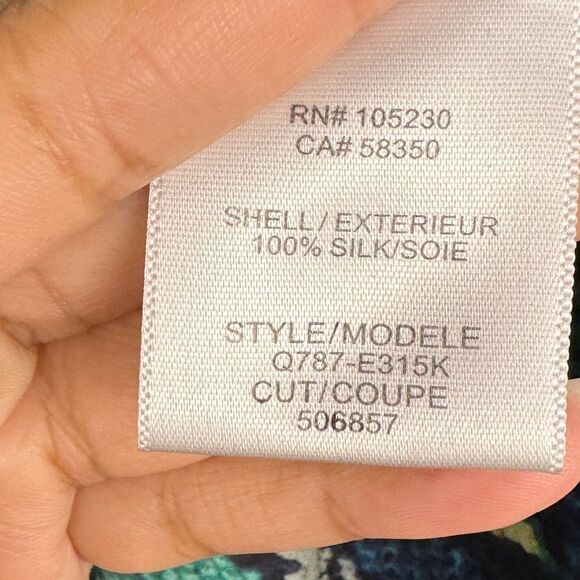 RN# 105230
CA# 58350
SHELL/EXTERIEUR
100% SILK/SOIE
STYLE/MODELE
Q787-E315K
CUT/COUPE
506857